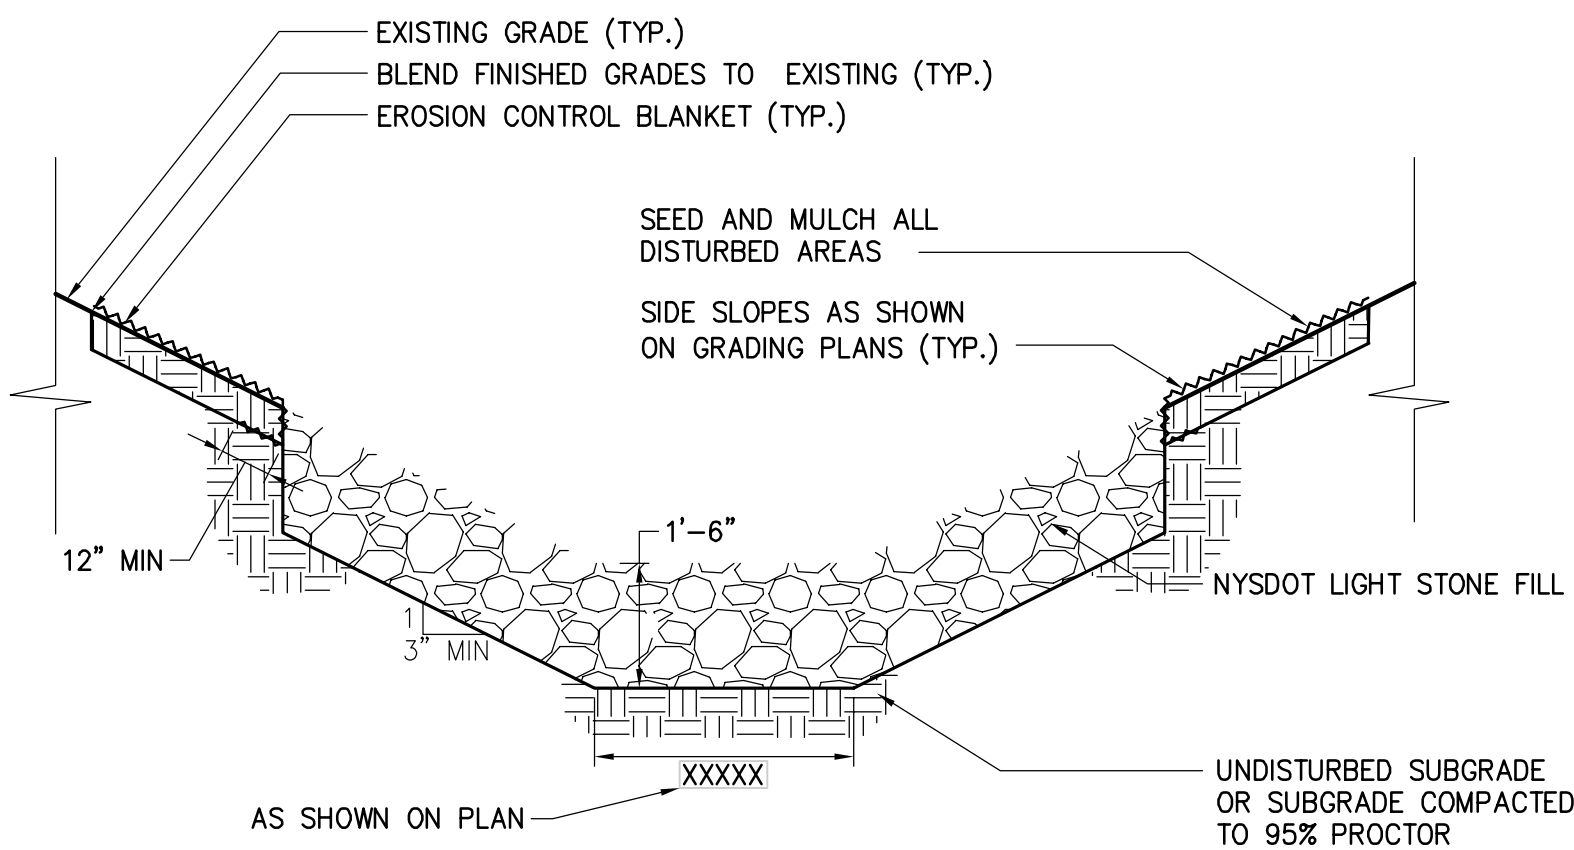 EXISTING GRADE (TYP.)
BLEND FINISHED GRADES TO EXISTING (TYP.)
EROSION CONTROL BLANKET (TYP.)
SEED AND MULCH ALL
DISTURBED AREAS
SIDE SLOPES AS SHOWN
ON GRADING PLANS (TYP.)
1'-6"
12" MIN
NYSDOT LIGHT STONE FILL
1
3" MIN
XXXXX
AS SHOWN ON PLAN
UNDISTURBED SUBGRADE
OR SUBGRADE COMPACTED
TO 95% PROCTOR